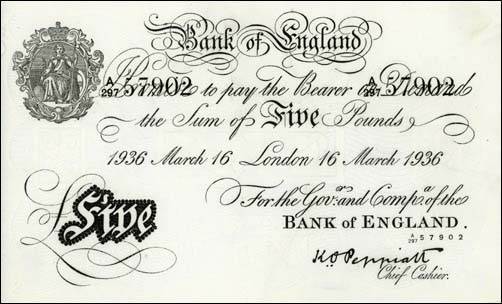 Bank of England
A/297 57902 A/297 57902
I Promise to pay the Bearer on Demand
the Sum of Five Pounds
1936 March 16 London 16 March 1936
For the Gov.r and Comp.a of the
BANK of ENGLAND.
A/297 57902
Five
K.O. Peppiatt
Chief Cashier.